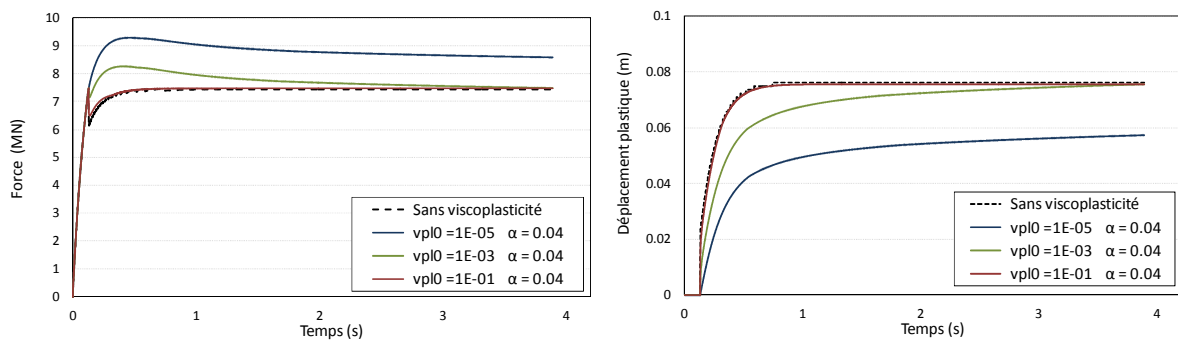 10
9
8
7
6
5
4
3
2
1
0
Force (MN)
0 1 2 3 4
Temps (s)
Sans viscoplasticité
vpl0 =1E-05 α = 0.04
vpl0 =1E-03 α = 0.04
vpl0 =1E-01 α = 0.04
0.1
0.08
0.06
0.04
0.02
0
Déplacement plastique (m)
0 1 2 3 4
Temps (s)
Sans viscoplasticité
vpl0 =1E-05 α = 0.04
vpl0 =1E-03 α = 0.04
vpl0 =1E-01 α = 0.04